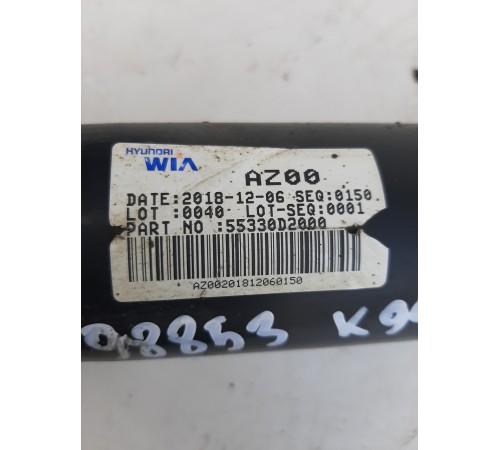 HYUNDAI
WIA AZ00
DATE:2018-12-06 SEQ:0150
LOT :0040 LOT-SEQ:0001
PART NO :55330D2000
AZ00201812060150